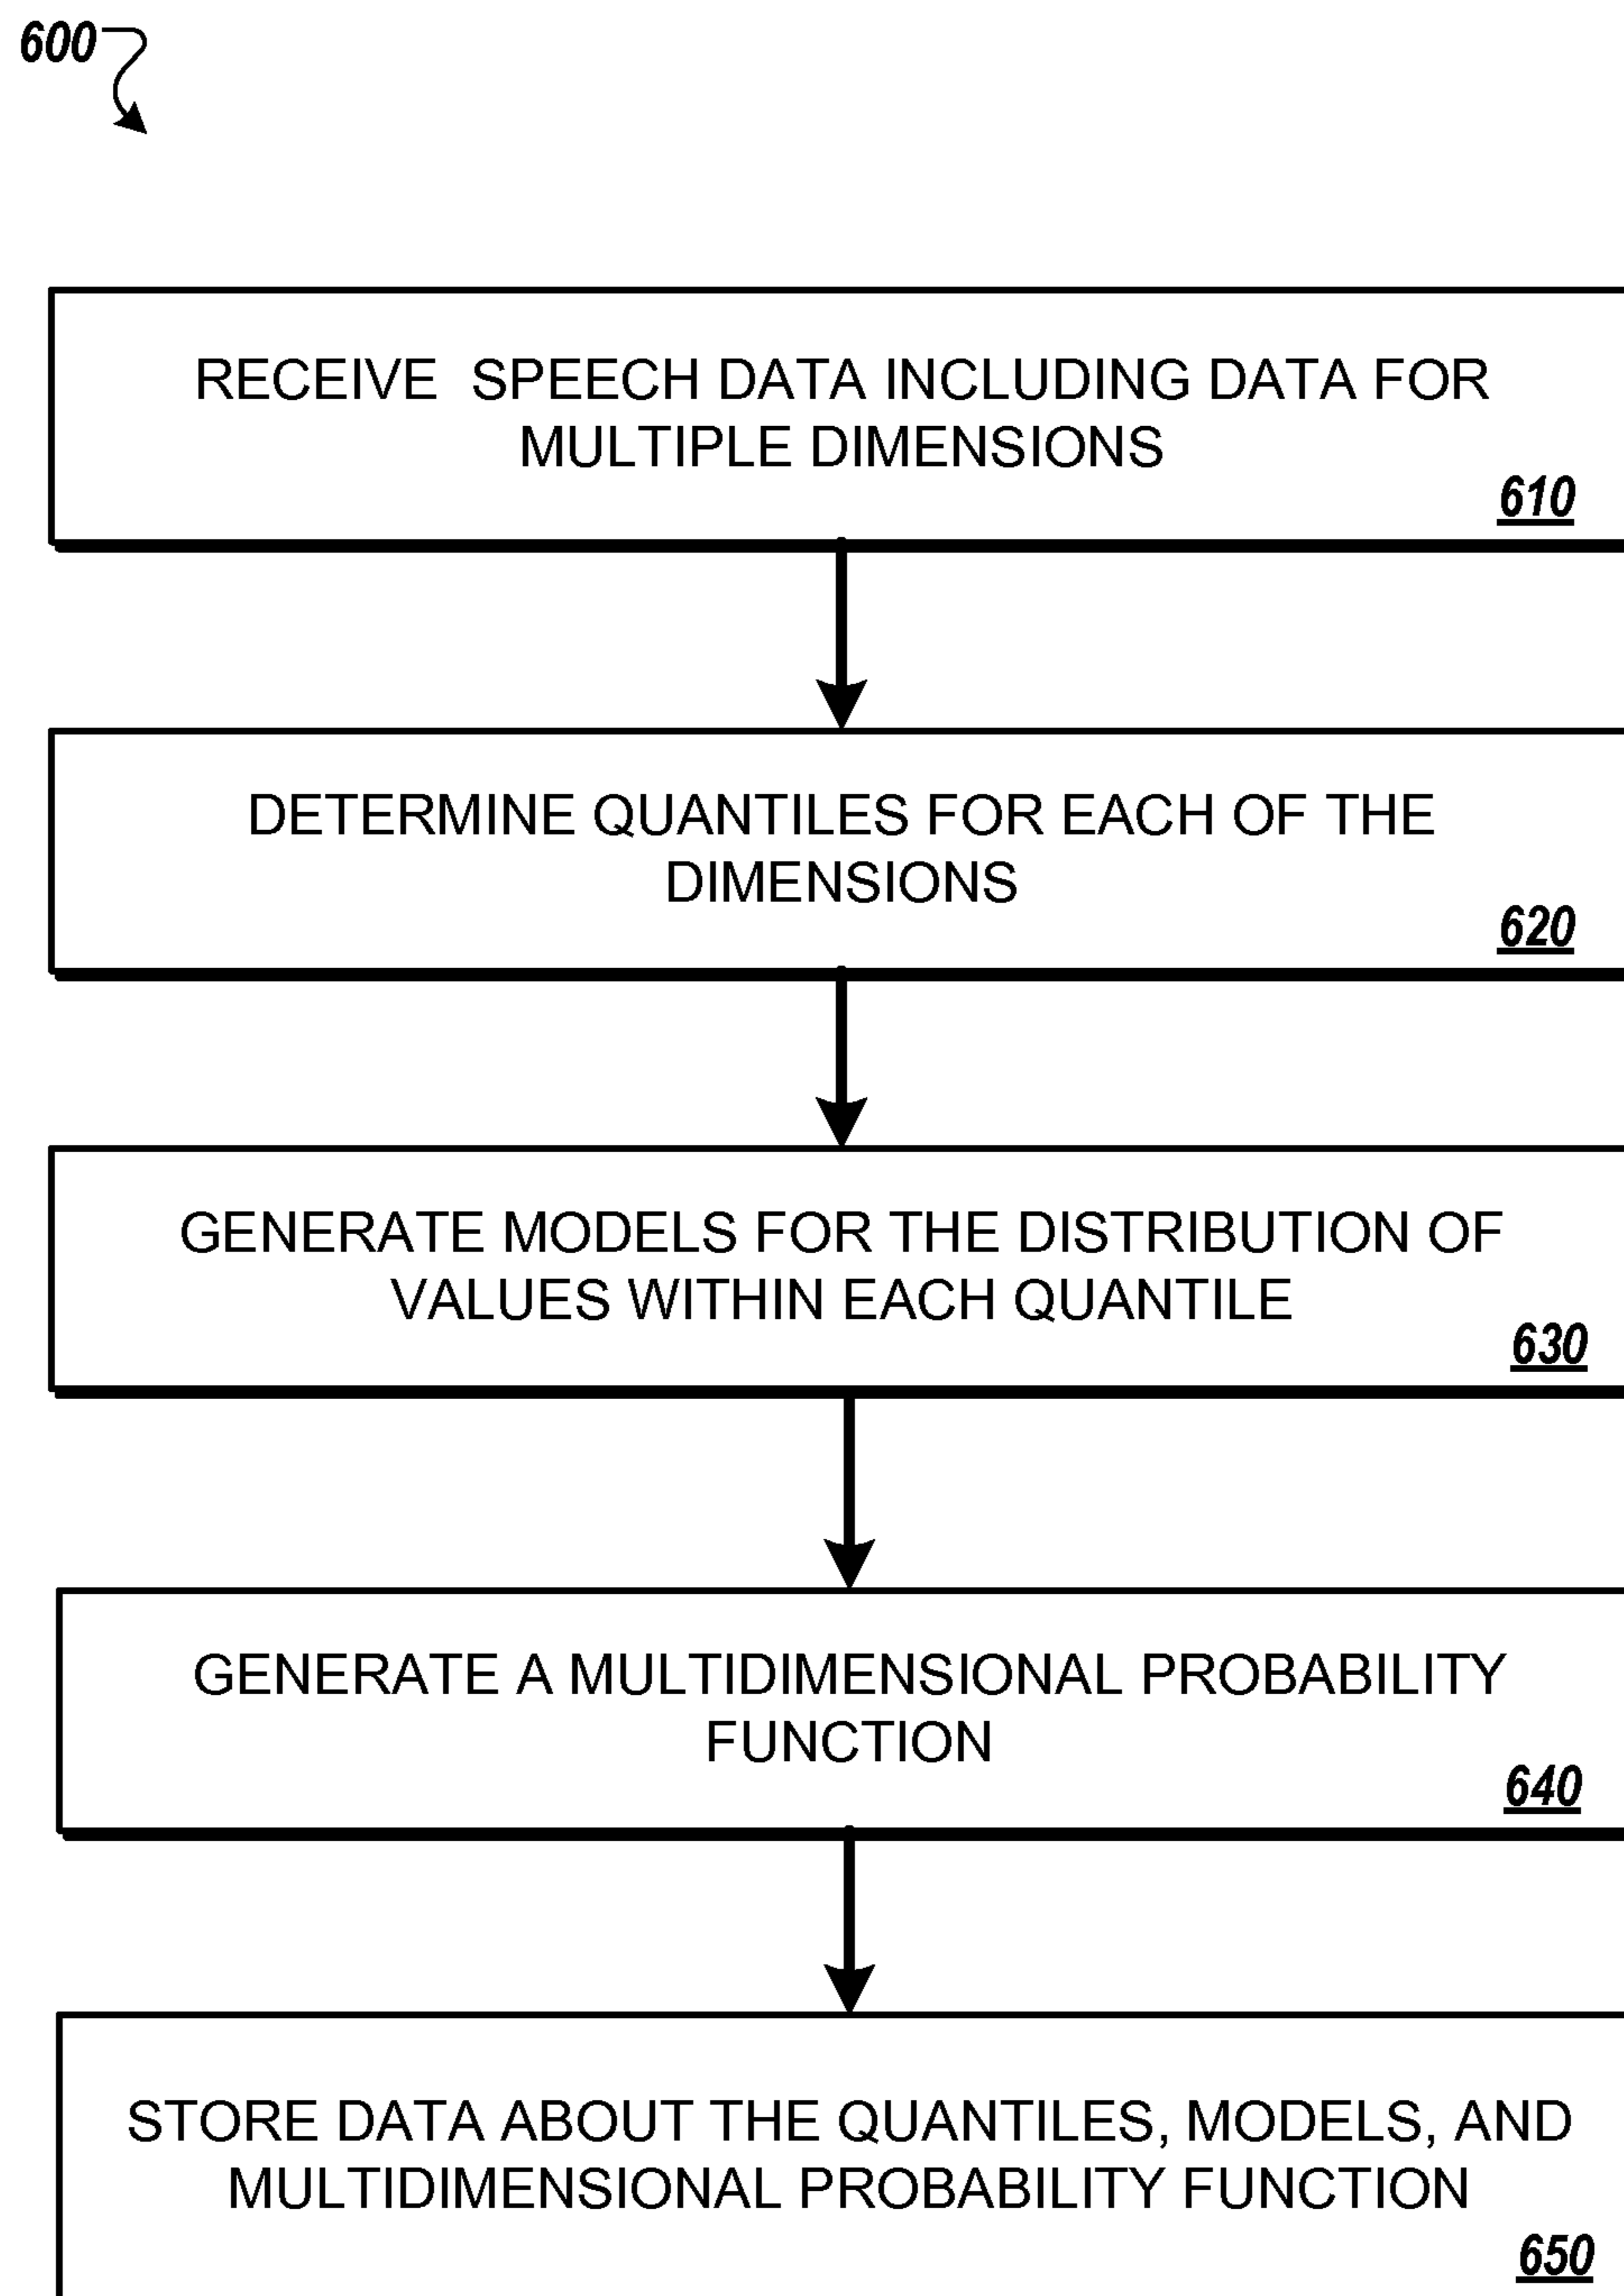 600
RECEIVE SPEECH DATA INCLUDING DATA FOR
MULTIPLE DIMENSIONS
610
DETERMINE QUANTILES FOR EACH OF THE
DIMENSIONS
620
GENERATE MODELS FOR THE DISTRIBUTION OF
VALUES WITHIN EACH QUANTILE
630
GENERATE A MULTIDIMENSIONAL PROBABILITY
FUNCTION
640
STORE DATA ABOUT THE QUANTILES, MODELS, AND
MULTIDIMENSIONAL PROBABILITY FUNCTION
650